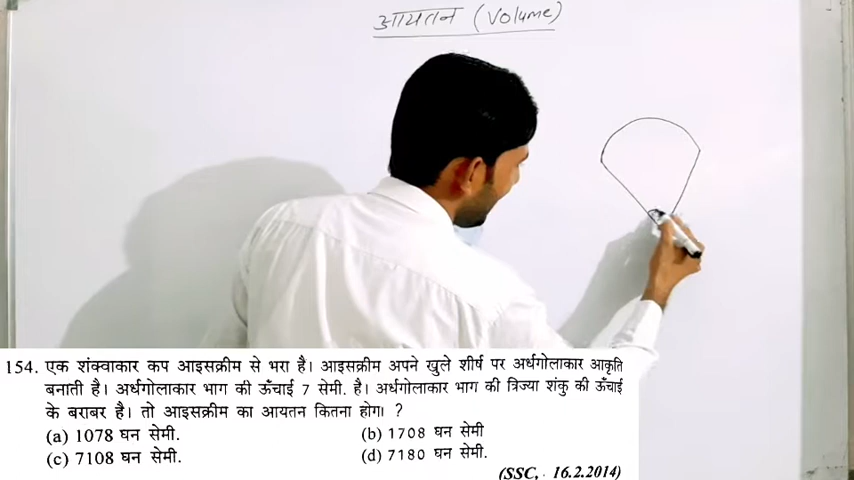 आयतन (Volume)
154. एक शंक्वाकार कप आइसक्रीम से भरा है। आइसक्रीम अपने खुले शीर्ष पर अर्धगोलाकार आकृति
बनाती है। अर्धगोलाकार भाग की ऊँचाई 7 सेमी. है। अर्धगोलाकार भाग की त्रिज्या शंकु की ऊँचाई
के बराबर है। तो आइसक्रीम का आयतन कितना होगा ?
(a) 1078 घन सेमी. (b) 1708 घन सेमी
(c) 7108 घन सेमी. (d) 7180 घन सेमी.
(SSC, 16.2.2014)